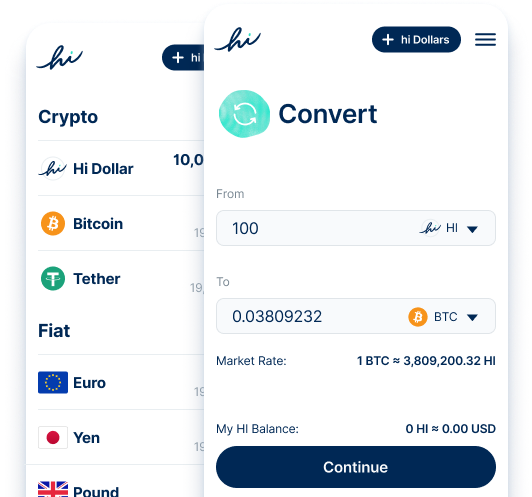 hi
hi
Crypto
Hi Dollar
10,0
Bitcoin
19
Tether
19,
Fiat
Euro
19
Yen
19
Pound
hi
hi Dollars
Convert
From
100
hi HI
To
0.03809232
BTC
Market Rate:
1 BTC ≈ 3,809,200.32 HI
My HI Balance:
0 HI ≈ 0.00 USD
Continue